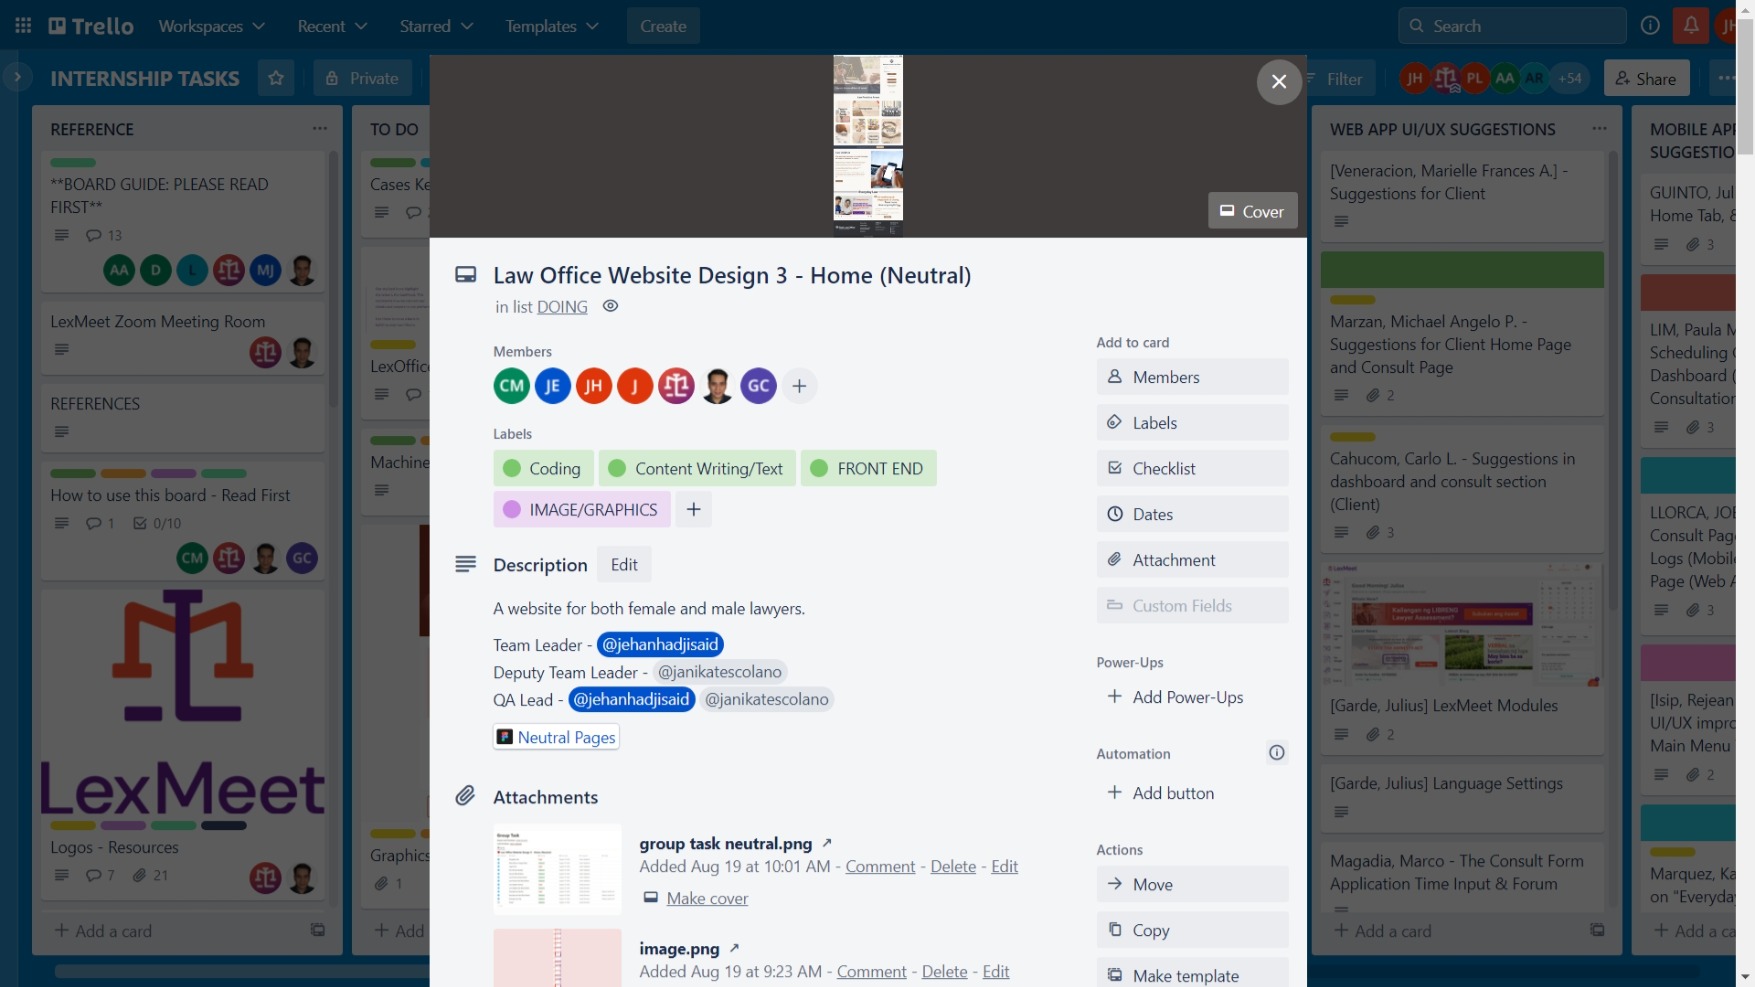 Trello
Workspaces
Recent
Starred
Templates
Create
Search
JH
INTERNSHIP TASKS
Private
Filter
JH
PL
AA
AR
+54
Share
REFERENCE
**BOARD GUIDE: PLEASE READ
FIRST**
13
AA
D
L
MJ
LexMeet Zoom Meeting Room
REFERENCES
How to use this board - Read First
1
0/10
CM
GC
LexMeet
Logos - Resources
7
21
Add a card
TO DO
Cases Ke
LexOffice
Machine
Graphics
1
Add
Cover
Law Office Website Design 3 - Home (Neutral)
in list DOING
Members
CM
JE
JH
J
GC
Labels
Coding
Content Writing/Text
FRONT END
IMAGE/GRAPHICS
Description
Edit
A website for both female and male lawyers.
Team Leader - @jehanhadjisaid
Deputy Team Leader - @janikatescolano
QA Lead - @jehanhadjisaid @janikatescolano
Neutral Pages
Attachments
Group Task
group task neutral.png
Added Aug 19 at 10:01 AM - Comment - Delete - Edit
Make cover
image.png
Added Aug 19 at 9:23 AM - Comment - Delete - Edit
Add to card
Members
Labels
Checklist
Dates
Attachment
Custom Fields
Power-Ups
Add Power-Ups
Automation
Add button
Actions
Move
Copy
Make template
WEB APP UI/UX SUGGESTIONS
[Veneracion, Marielle Frances A.] -
Suggestions for Client
Marzan, Michael Angelo P. -
Suggestions for Client Home Page
and Consult Page
2
Cahucom, Carlo L. - Suggestions in
dashboard and consult section
(Client)
3
LexMeet
[Garde, Julius] LexMeet Modules
2
[Garde, Julius] Language Settings
Magadia, Marco - The Consult Form
Application Time Input & Forum
Add a card
MOBILE APP
SUGGESTIO
GUINTO, Jul
Home Tab, &
3
LIM, Paula M
Scheduling C
Dashboard (
Consultation
3
LLORCA, JOE
Consult Pag
Logs (Mobile
Page (Web A
3
[Isip, Rejean
UI/UX impro
Main Menu
2
Marquez, Ka
on "Everyda
Add a ca